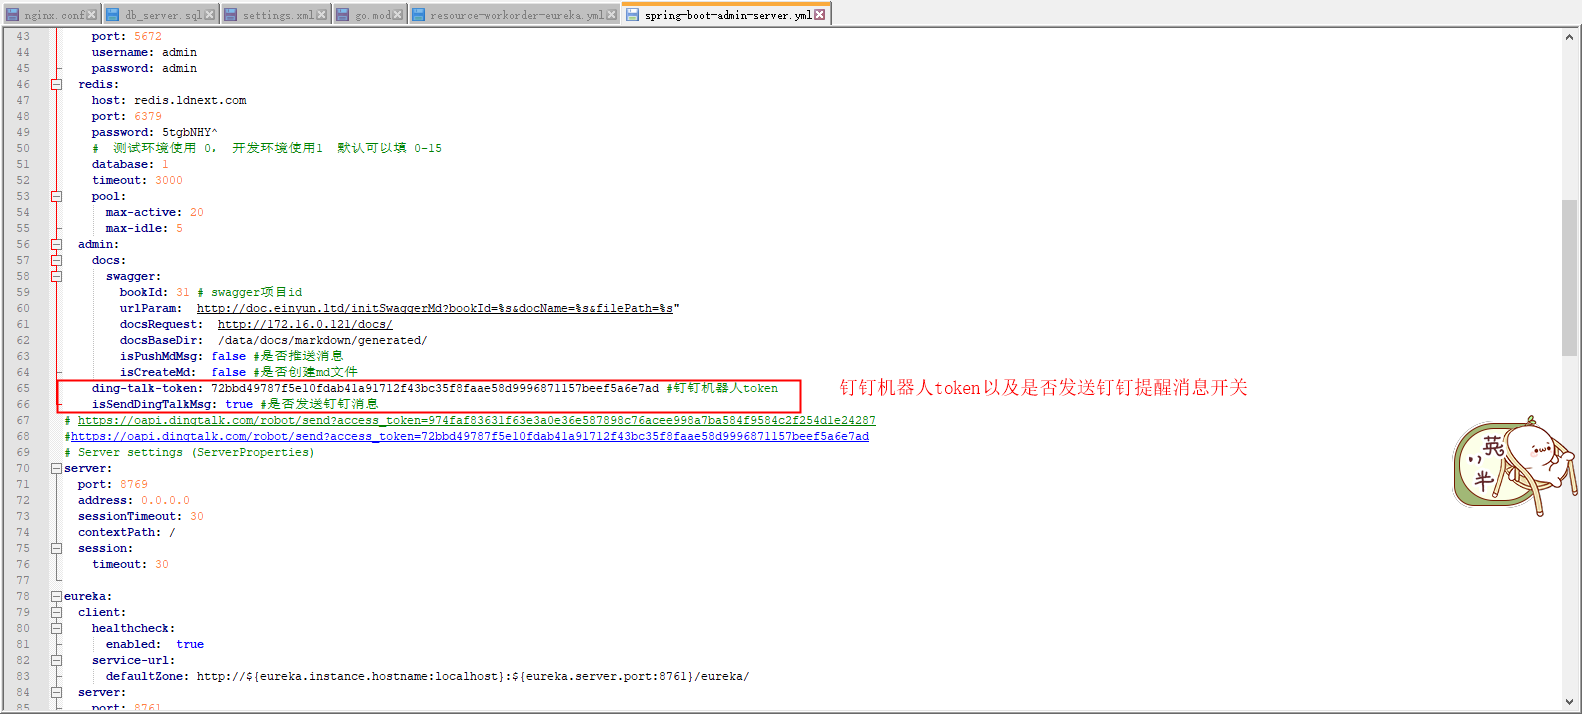 nginx.conf db_server.sql settings.xml go.mod resource-workorder-eureka.yml spring-boot-admin-server.yml
43 port: 5672
44 username: admin
45 password: admin
46 redis:
47 host: redis.ldnext.com
48 port: 6379
49 password: 5tgbNHY^
50 # 测试环境使用 0, 开发环境使用1 默认可以填 0-15
51 database: 1
52 timeout: 3000
53 pool:
54 max-active: 20
55 max-idle: 5
56 admin:
57 docs:
58 swagger:
59 bookId: 31 # swagger项目id
60 urlParam: http://doc.einyun.ltd/initSwaggerMd?bookId=%s&docName=%s&filePath=%s"
61 docsRequest: http://172.16.0.121/docs/
62 docsBaseDir: /data/docs/markdown/generated/
63 isPushMdMsg: false #是否推送消息
64 isCreateMd: false #是否创建md文件
65 ding-talk-token: 72bbd49787f5e10fdab41a91712f43bc35f8faae58d9996871157beef5a6e7ad #钉钉机器人token
钉钉机器人token以及是否发送钉钉提醒消息开关
66 isSendDingTalkMsg: true #是否发送钉钉消息
67 # https://oapi.dingtalk.com/robot/send?access_token=974faf83631f63e3a0e36e587898c76acee998a7ba584f9584c2f254d1e24287
68 #https://oapi.dingtalk.com/robot/send?access_token=72bbd49787f5e10fdab41a91712f43bc35f8faae58d9996871157beef5a6e7ad
69 # Server settings (ServerProperties)
70 server:
71 port: 8769
72 address: 0.0.0.0
73 sessionTimeout: 30
74 contextPath: /
75 session:
76 timeout: 30
77
78 eureka:
79 client:
80 healthcheck:
81 enabled: true
82 service-url:
83 defaultZone: http://${eureka.instance.hostname:localhost}:${eureka.server.port:8761}/eureka/
84 server:
85 port: 8761
英
半